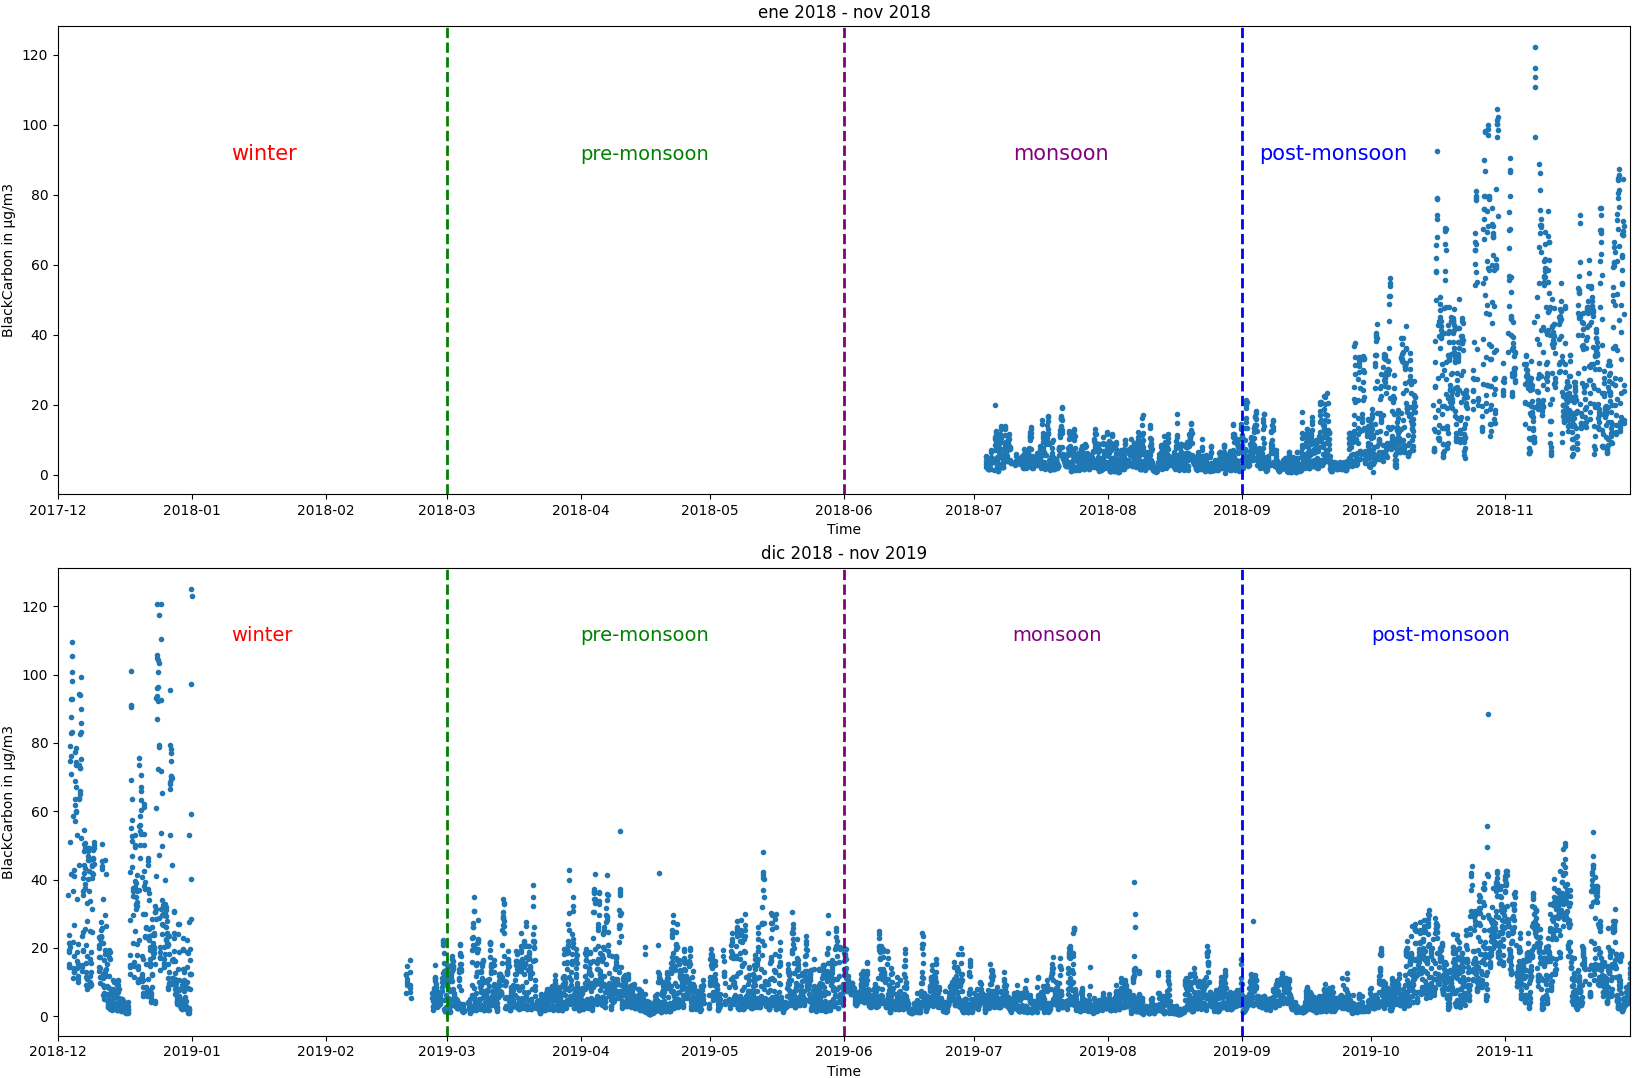 ene 2018 - nov 2018
BlackCarbon in µg/m3
120
100
80
60
40
20
0
winter
pre-monsoon
monsoon
post-monsoon
2017-12
2018-01
2018-02
2018-03
2018-04
2018-05
2018-06
2018-07
2018-08
2018-09
2018-10
2018-11
Time
dic 2018 - nov 2019
BlackCarbon in µg/m3
120
100
80
60
40
20
0
winter
pre-monsoon
monsoon
post-monsoon
2018-12
2019-01
2019-02
2019-03
2019-04
2019-05
2019-06
2019-07
2019-08
2019-09
2019-10
2019-11
Time